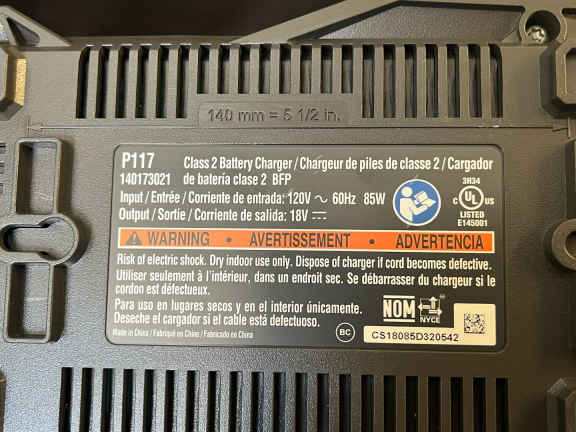 140 mm = 5 1/2 in.
P117 Class 2 Battery Charger / Chargeur de piles de classe 2 / Cargador
140173021 de batería clase 2 BFP
Input / Entrée / Corriente de entrada: 120V ~ 60Hz 85W
Output / Sortie / Corriente de salida: 18V ⎓
3H34
c UL us
LISTED
E145001
⚠ WARNING • AVERTISSEMENT • ADVERTENCIA
Risk of electric shock. Dry indoor use only. Dispose of charger if cord becomes defective.
Utiliser seulement à l'intérieur, dans un endroit sec. Se débarrasser du chargeur si le
cordon est défectueux.
Para uso en lugares secos y en el interior únicamente.
Deseche el cargador si el cable está defectuoso.
Made in China / Fabriqué en Chine / Fabricado en China
NOM
NYCE
BC
CS18085D320542